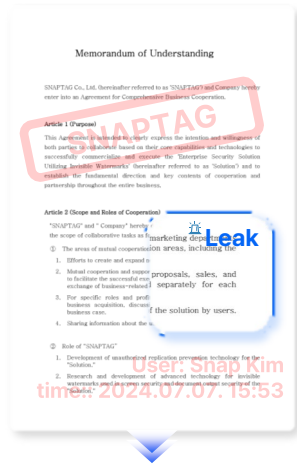 Memorandum of Understanding
SNAPTAG Co., Ltd. (hereinafter referred to as 'SNAPTAG') and Company hereby
enter into an Agreement for Comprehensive Business Cooperation.
Article 1 (Purpose)
This Agreement is intended to clearly express the intention and willingness of
both parties to collaborate based on their core capabilities and technologies to
successfully commercialize and execute the 'Enterprise Security Solution
Utilizing Invisible Watermarks' (hereinafter referred to as 'Solution') and to
establish the fundamental direction and key contents of cooperation and
partnership throughout the entire business.
SNAPTAG
Article 2 (Scope and Roles of Cooperation)
"SNAPTAG" and " Company" hereby
the scope of collaborative tasks as
① The areas of mutual cooperation
1. Efforts to create and expand
2. Mutual cooperation and
to facilitate the successful
exchange of business-related
3. For specific roles and
business acquisition,
business case.
4. Sharing information about the
marketing
areas, including the
Leak
proposals, sales, and
separately for each
of the solution by users.
② Role of "SNAPTAG"
1. Development of unauthorized replication prevention technology for the
"Solution."
2. Research and development of advanced technology for invisible
watermarks used in screen security and document output security of the
"Solution."
User: Snap Kim
time: 2024.07.07. 15:53